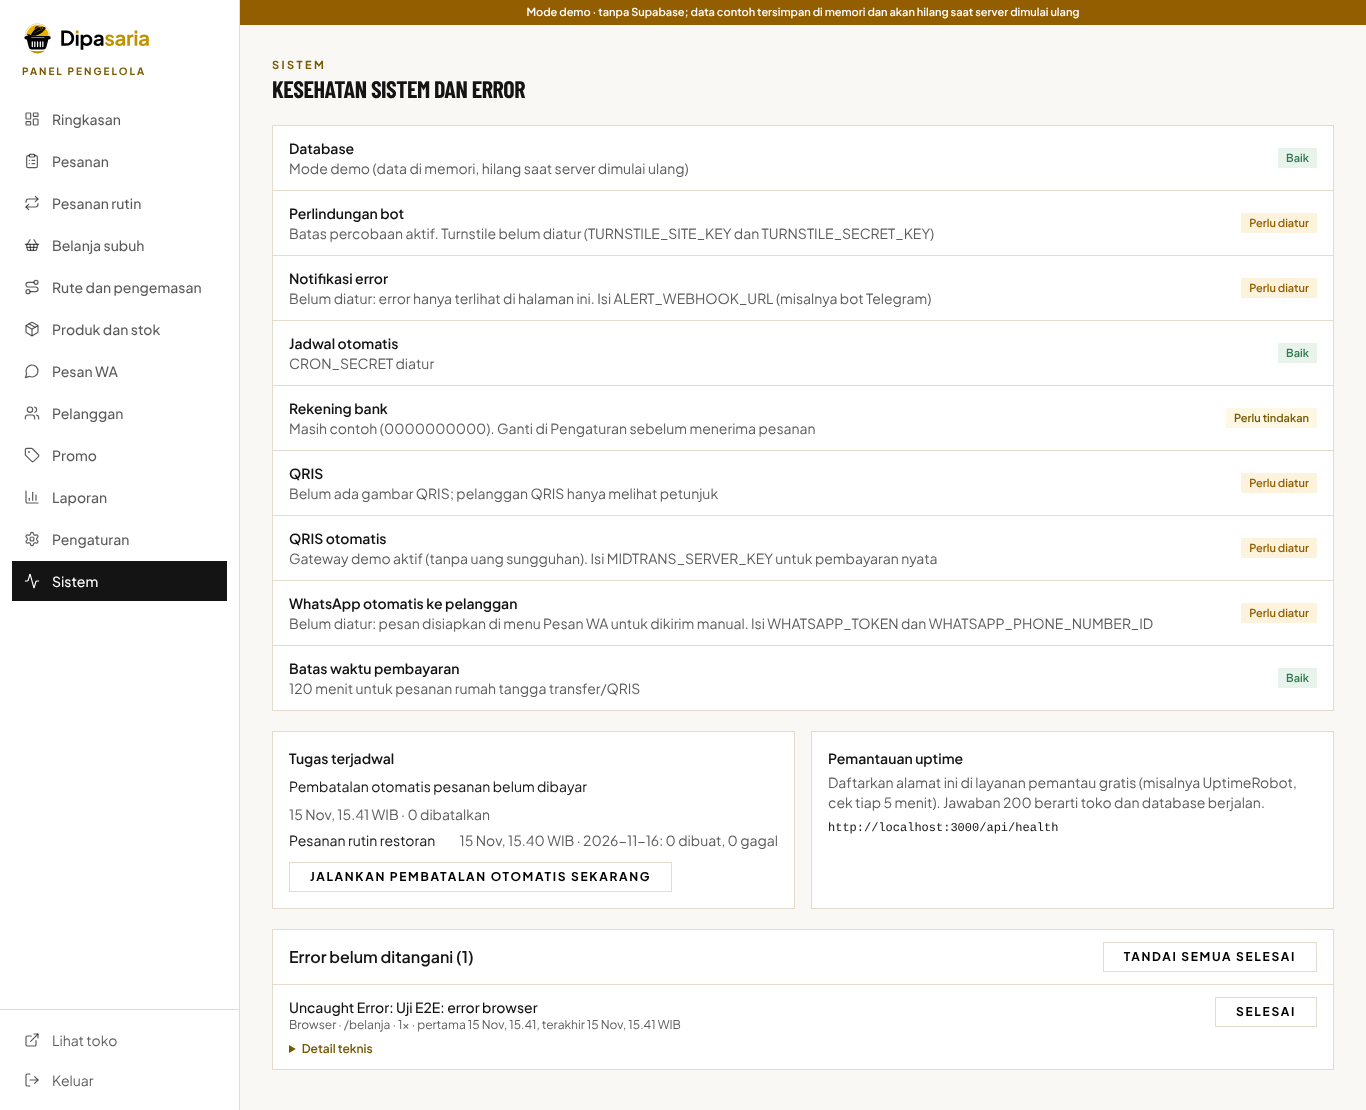 Dipasaria
PANEL PENGELOLA
Ringkasan
Pesanan
Pesanan rutin
Belanja subuh
Rute dan pengemasan
Produk dan stok
Pesan WA
Pelanggan
Promo
Laporan
Pengaturan
Sistem
Lihat toko
Keluar
Mode demo · tanpa Supabase; data contoh tersimpan di memori dan akan hilang saat server dimulai ulang
SISTEM
KESEHATAN SISTEM DAN ERROR
Database
Mode demo (data di memori, hilang saat server dimulai ulang)
Baik
Perlindungan bot
Batas percobaan aktif. Turnstile belum diatur (TURNSTILE_SITE_KEY dan TURNSTILE_SECRET_KEY)
Perlu diatur
Notifikasi error
Belum diatur: error hanya terlihat di halaman ini. Isi ALERT_WEBHOOK_URL (misalnya bot Telegram)
Perlu diatur
Jadwal otomatis
CRON_SECRET diatur
Baik
Rekening bank
Masih contoh (0000000000). Ganti di Pengaturan sebelum menerima pesanan
Perlu tindakan
QRIS
Belum ada gambar QRIS; pelanggan QRIS hanya melihat petunjuk
Perlu diatur
QRIS otomatis
Gateway demo aktif (tanpa uang sungguhan). Isi MIDTRANS_SERVER_KEY untuk pembayaran nyata
Perlu diatur
WhatsApp otomatis ke pelanggan
Belum diatur: pesan disiapkan di menu Pesan WA untuk dikirim manual. Isi WHATSAPP_TOKEN dan WHATSAPP_PHONE_NUMBER_ID
Perlu diatur
Batas waktu pembayaran
120 menit untuk pesanan rumah tangga transfer/QRIS
Baik
Tugas terjadwal
Pembatalan otomatis pesanan belum dibayar
15 Nov, 15.41 WIB · 0 dibatalkan
Pesanan rutin restoran 15 Nov, 15.40 WIB · 2026-11-16: 0 dibuat, 0 gagal
JALANKAN PEMBATALAN OTOMATIS SEKARANG
Pemantauan uptime
Daftarkan alamat ini di layanan pemantau gratis (misalnya UptimeRobot,
cek tiap 5 menit). Jawaban 200 berarti toko dan database berjalan.
http://localhost:3000/api/health
Error belum ditangani (1)
TANDAI SEMUA SELESAI
Uncaught Error: Uji E2E: error browser
Browser · /belanja · 1× · pertama 15 Nov, 15.41, terakhir 15 Nov, 15.41 WIB
SELESAI
Detail teknis